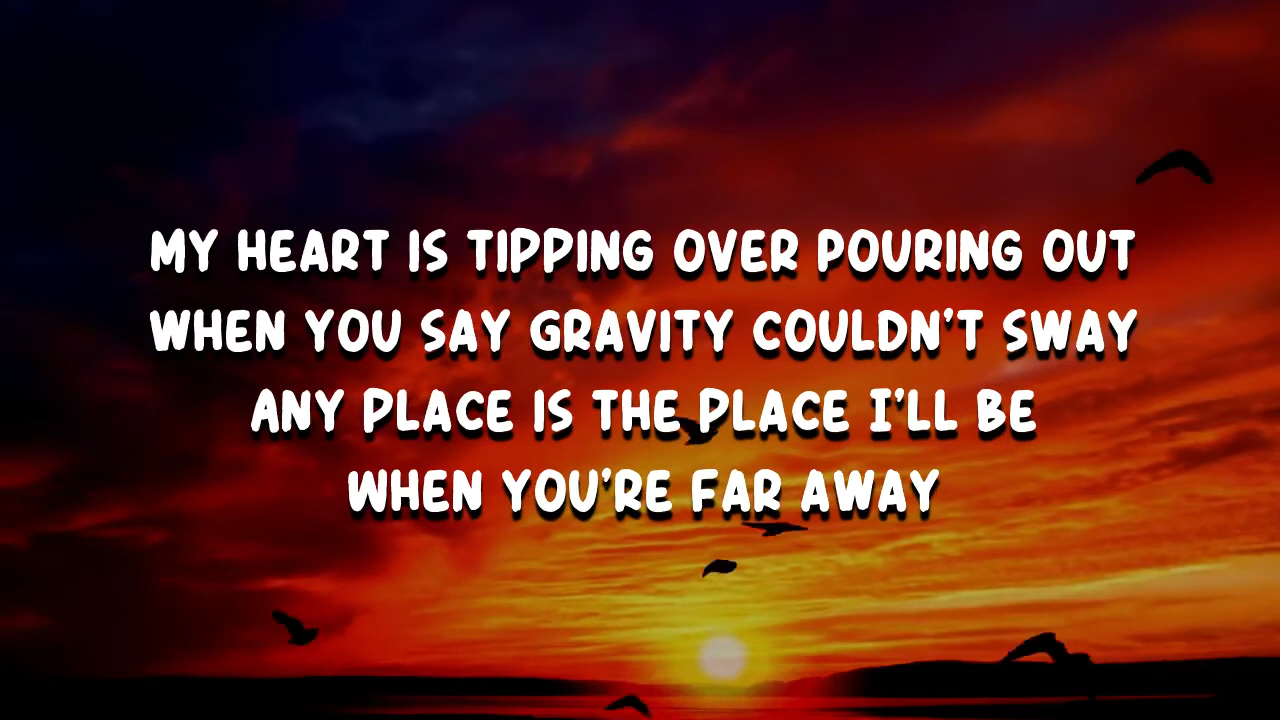 MY HEART IS TIPPING OVER POURING OUT
WHEN YOU SAY GRAVITY COULDN'T SWAY
ANY PLACE IS THE PLACE I'LL BE
WHEN YOU'RE FAR AWAY